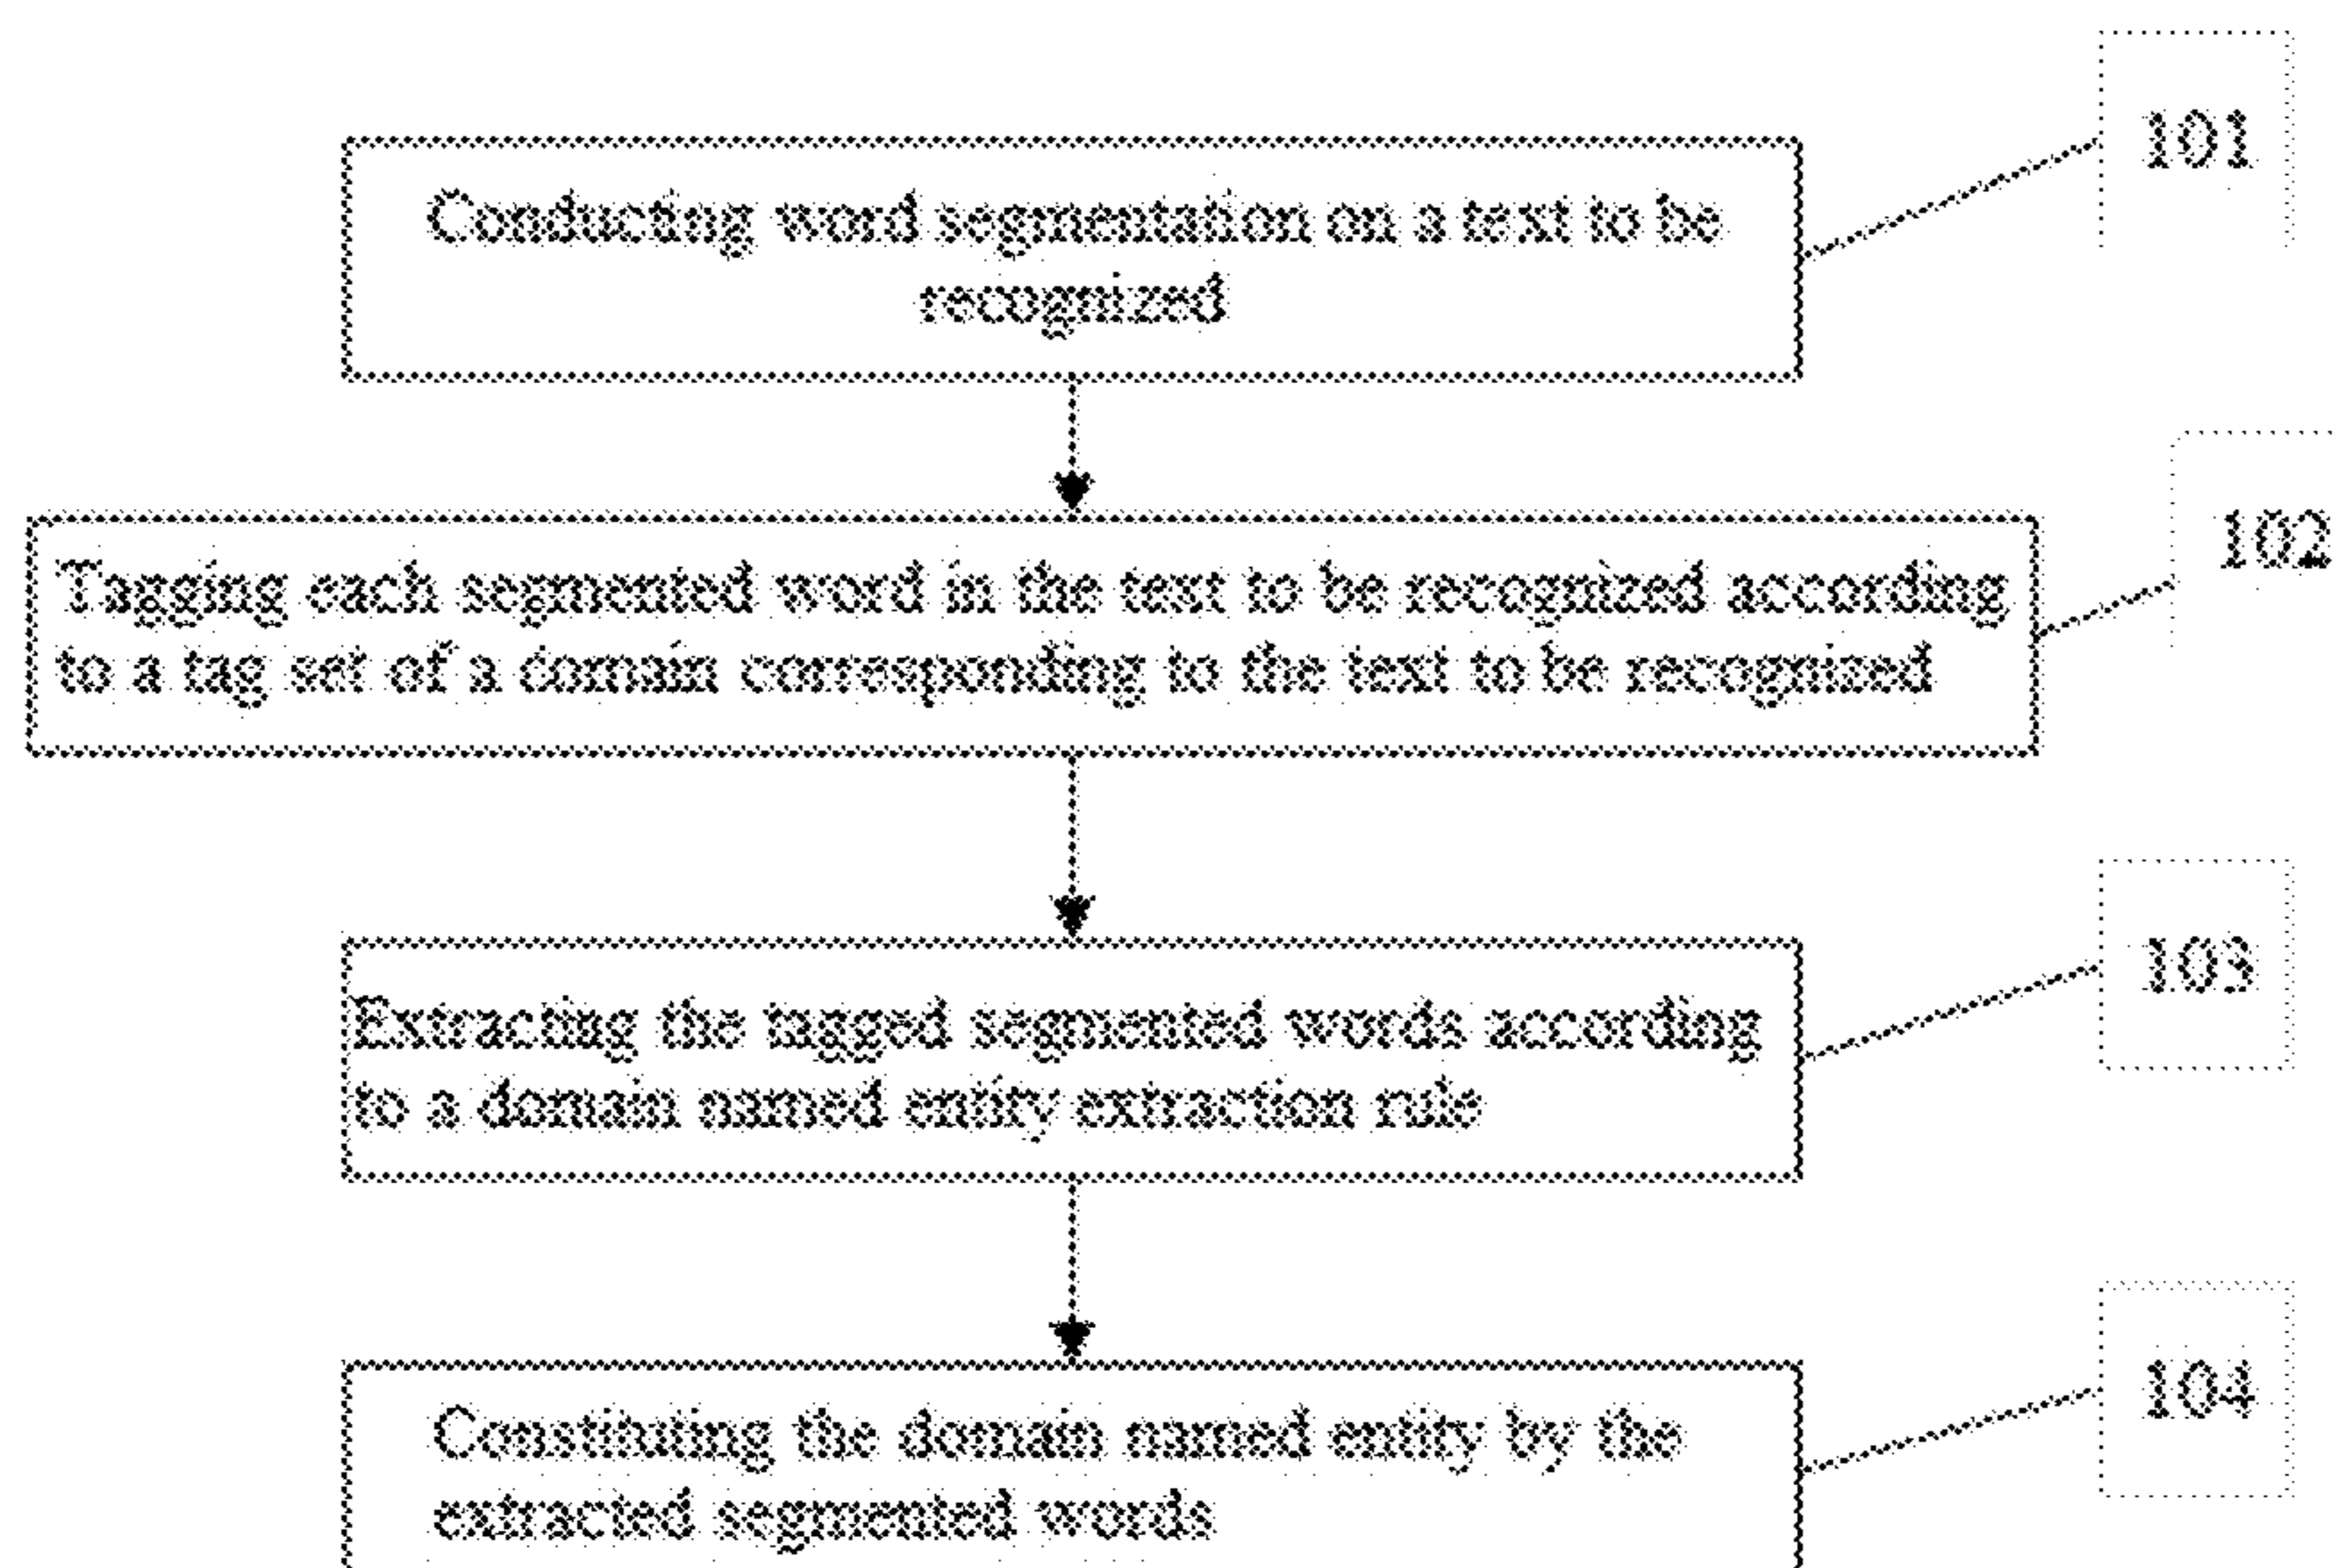 101
Conducting word segmentation on a text to be
recognized
102
Tagging each segmented word in the text to be recognized according
to a tag set of a domain corresponding to the text to be recognized
103
Extracting the tagged segmented words according
to a domain named entity extraction rule
104
Constituting the domain named entity by the
extracted segmented words